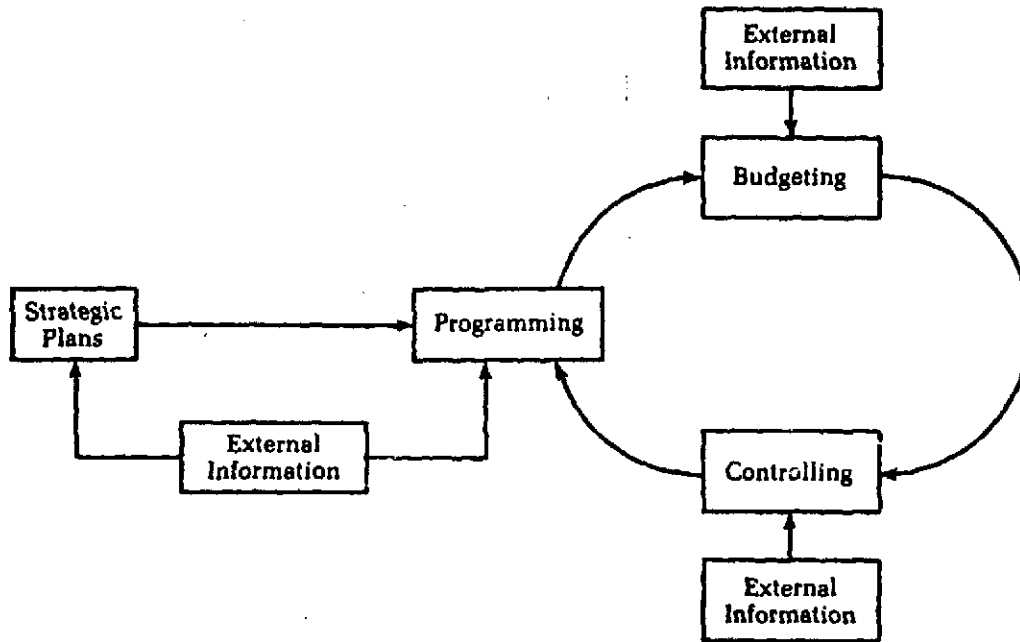 External
Information
Budgeting
Strategic
Plans
Programming
External
Information
Controlling
External
Information